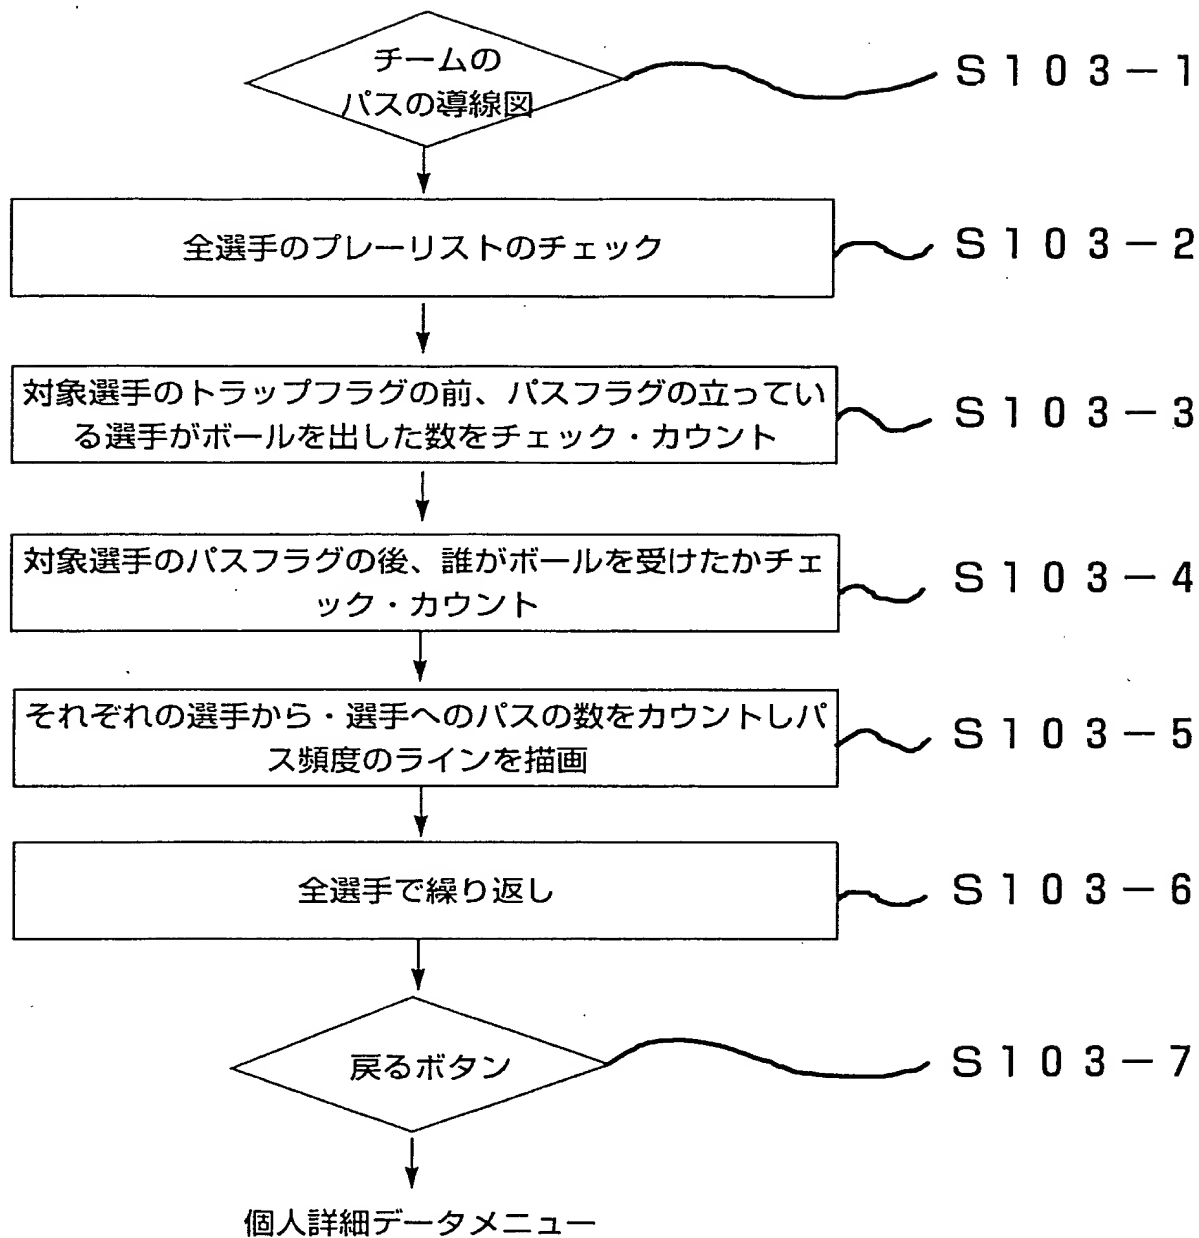 チームの
パスの導線図
S103-1
全選手のプレーリストのチェック
S103-2
対象選手のトラップフラグの前、パスフラグの立ってい
る選手がボールを出した数をチェック・カウント
S103-3
対象選手のパスフラグの後、誰がボールを受けたかチェ
ック・カウント
S103-4
それぞれの選手から・選手へのパスの数をカウントしパ
ス頻度のラインを描画
S103-5
全選手で繰り返し
S103-6
戻るボタン
S103-7
個人詳細データメニュー